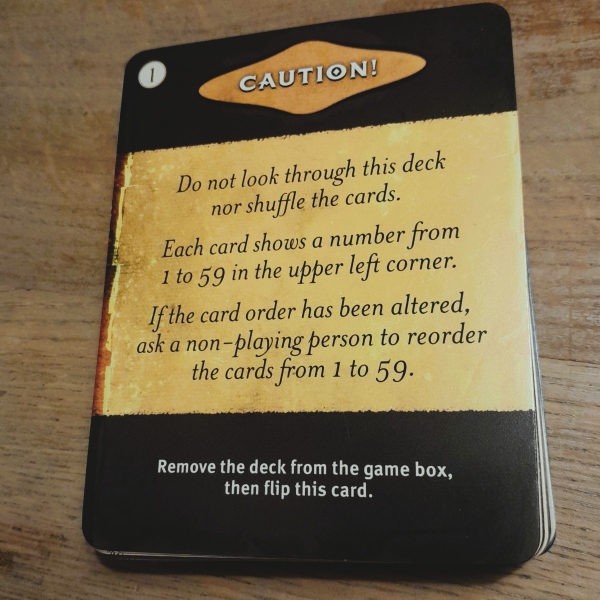 1
CAUTION!
Do not look through this deck
nor shuffle the cards.
Each card shows a number from
1 to 59 in the upper left corner.
If the card order has been altered,
ask a non-playing person to reorder
the cards from 1 to 59.
Remove the deck from the game box,
then flip this card.